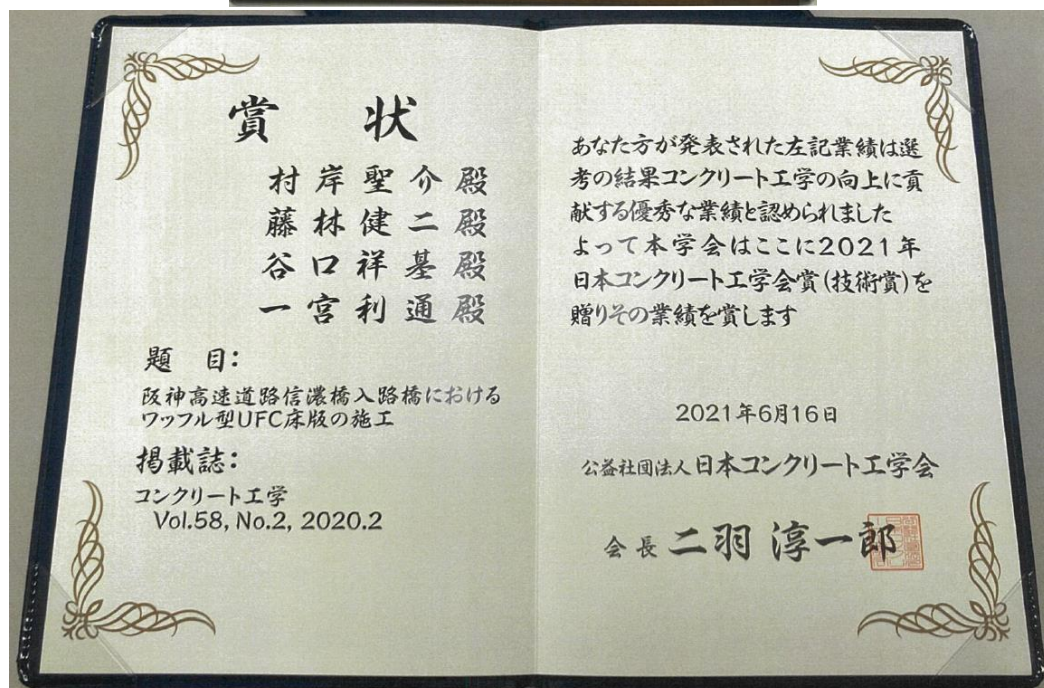 賞 状
村岸聖介殿
藤林健二殿
谷口祥基殿
一宮利通殿
題 目:
阪神高速道路信濃橋入路橋における
ワッフル型UFC床版の施工
掲載誌:
コンクリート工学
Vol.58, No.2, 2020.2
あなた方が発表された左記業績は選
考の結果コンクリート工学の向上に貢
献する優秀な業績と認められました
よって本学会はここに2021年
日本コンクリート工学会賞(技術賞)を
贈りその業績を賞します
2021年6月16日
公益社団法人日本コンクリート工学会
会長 二羽 淳一郎